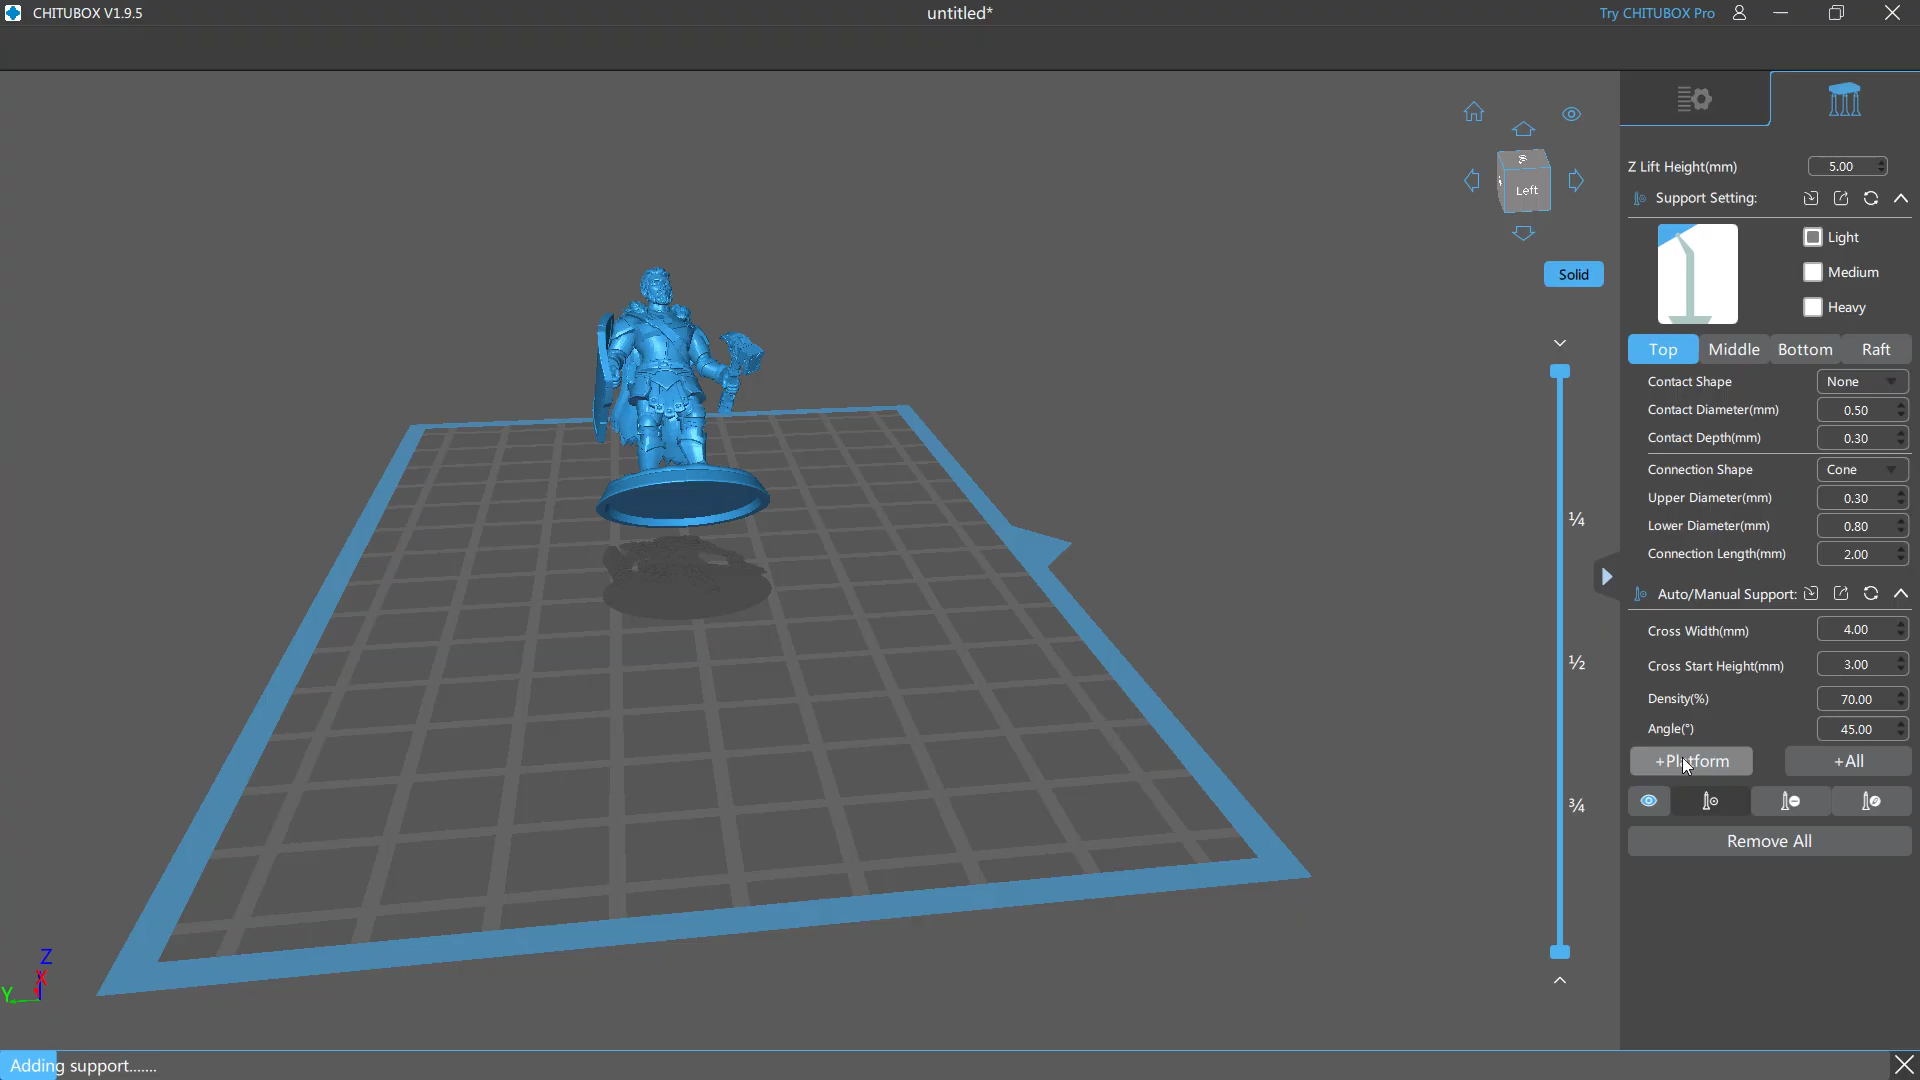 CHITUBOX V1.9.5
untitled*
Try CHITUBOX Pro
Left
Solid
¼
½
¾
Z
X
Y
Z Lift Height(mm) 5.00
Support Setting:
Light
Medium
Heavy
Top Middle Bottom Raft
Contact Shape None
Contact Diameter(mm) 0.50
Contact Depth(mm) 0.30
Connection Shape Cone
Upper Diameter(mm) 0.30
Lower Diameter(mm) 0.80
Connection Length(mm) 2.00
Auto/Manual Support:
Cross Width(mm) 4.00
Cross Start Height(mm) 3.00
Density(%) 70.00
Angle(°) 45.00
+Platform +All
Remove All
Adding support.......